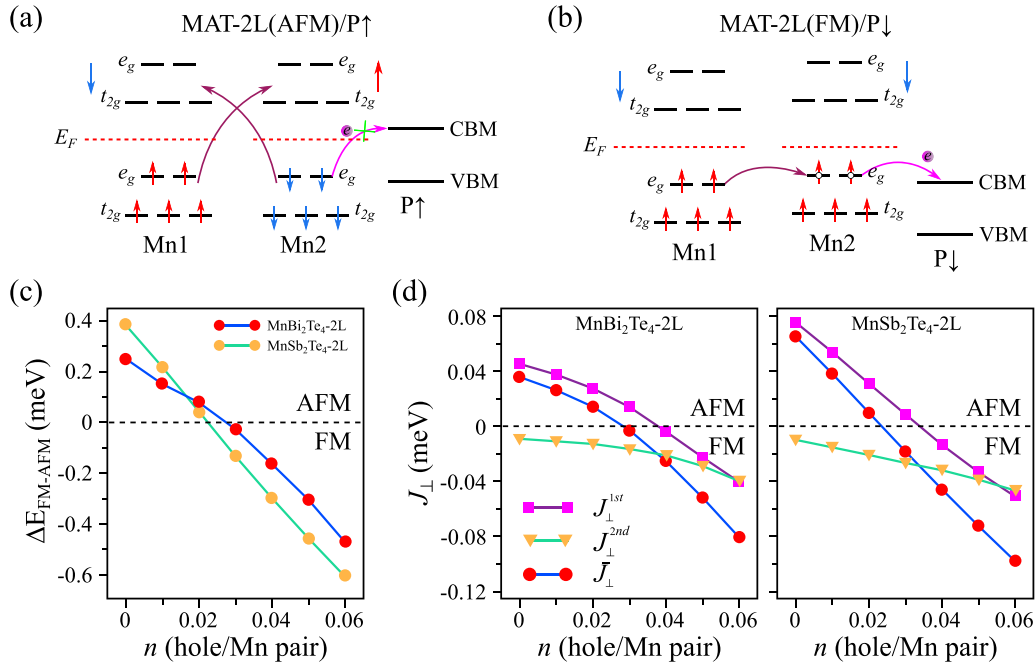 (a)
MAT-2L(AFM)/P↑
e_g
e_g
t_2g
t_2g
e
CBM
E_F
e_g
e_g
VBM
P↑
t_2g
t_2g
Mn1
Mn2
(b)
MAT-2L(FM)/P↓
e_g
e_g
t_2g
t_2g
E_F
e
e_g
e_g
CBM
t_2g
t_2g
VBM
Mn1
Mn2
P↓
(c)
ΔE_FM-AFM (meV)
0.4
0.2
0
-0.2
-0.4
-0.6
MnBi₂Te₄-2L
MnSb₂Te₄-2L
AFM
FM
0
0.02
0.04
0.06
n (hole/Mn pair)
(d)
J_⊥ (meV)
0.08
0.04
0
-0.04
-0.08
-0.12
MnBi₂Te₄-2L
AFM
FM
J_⊥^1st
J_⊥^2nd
J̄_⊥
0
0.02
0.04
0.06
n (hole/Mn pair)
MnSb₂Te₄-2L
AFM
FM
0
0.02
0.04
0.06
n (hole/Mn pair)